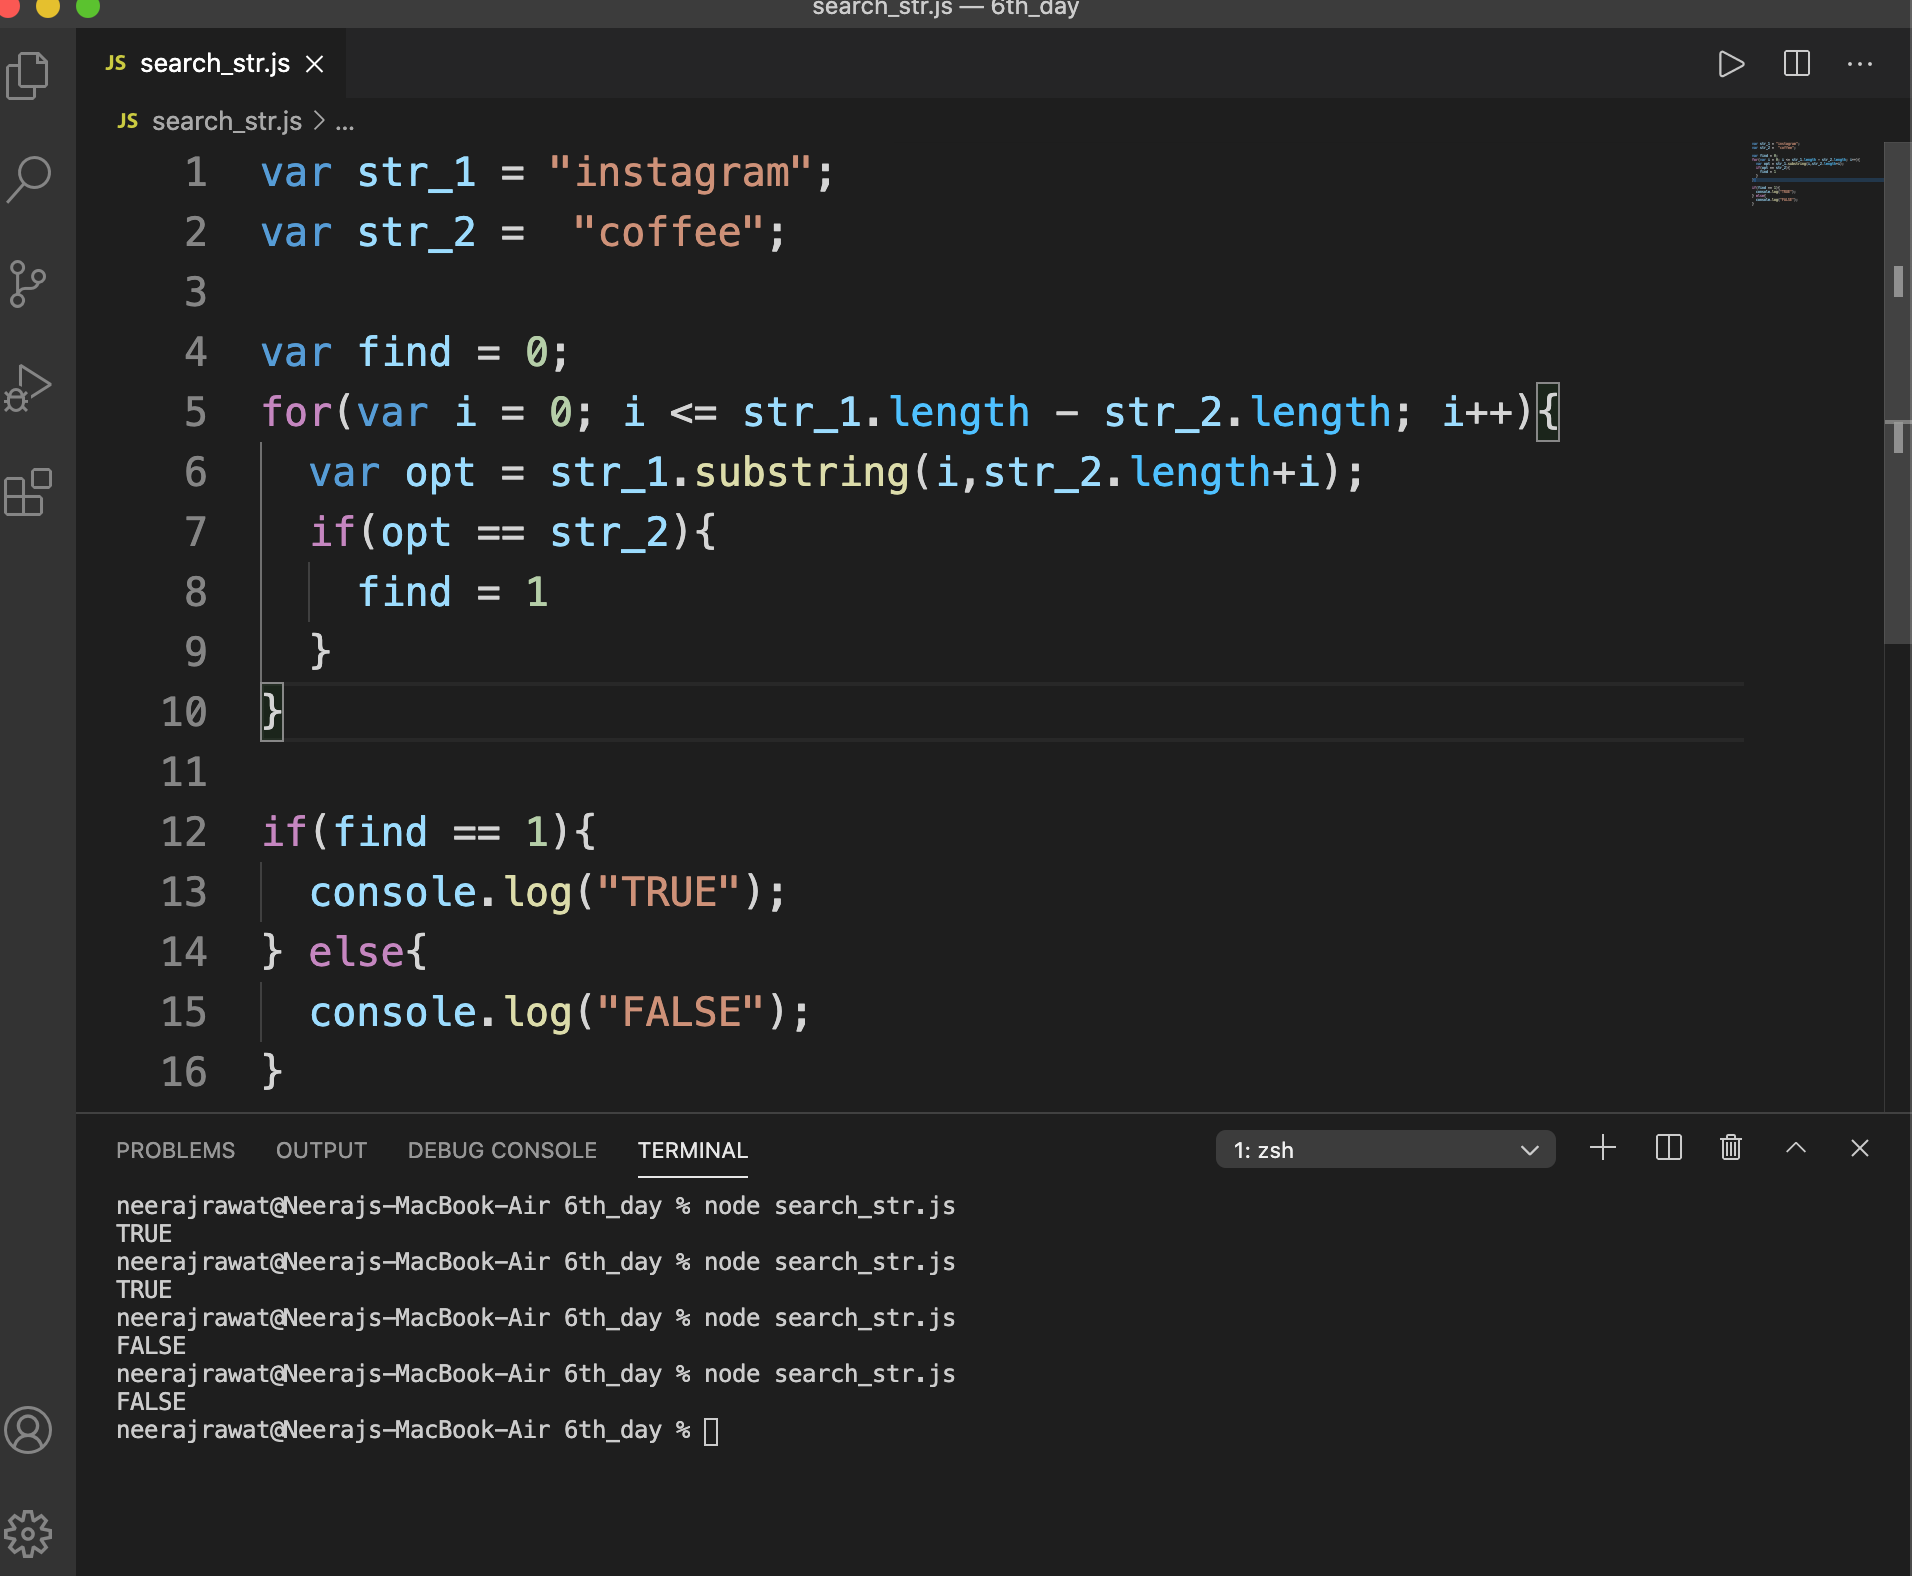 search_str.js — 6th_day
JS search_str.js
JS search_str.js > ...
1 var str_1 = "instagram";
2 var str_2 =  "coffee";
3
4 var find = 0;
5 for(var i = 0; i <= str_1.length - str_2.length; i++){
6   var opt = str_1.substring(i,str_2.length+i);
7   if(opt == str_2){
8     find = 1
9   }
10 }
11
12 if(find == 1){
13   console.log("TRUE");
14 } else{
15   console.log("FALSE");
16 }
PROBLEMS OUTPUT DEBUG CONSOLE TERMINAL 1: zsh
neerajrawat@Neerajs-MacBook-Air 6th_day % node search_str.js
TRUE
neerajrawat@Neerajs-MacBook-Air 6th_day % node search_str.js
TRUE
neerajrawat@Neerajs-MacBook-Air 6th_day % node search_str.js
FALSE
neerajrawat@Neerajs-MacBook-Air 6th_day % node search_str.js
FALSE
neerajrawat@Neerajs-MacBook-Air 6th_day %